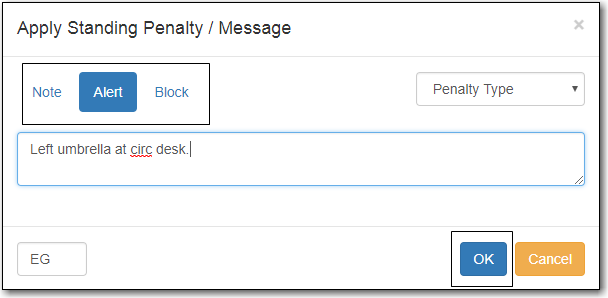 Apply Standing Penalty / Message ×
Note Alert Block Penalty Type
Left umbrella at circ desk.
EG OK Cancel